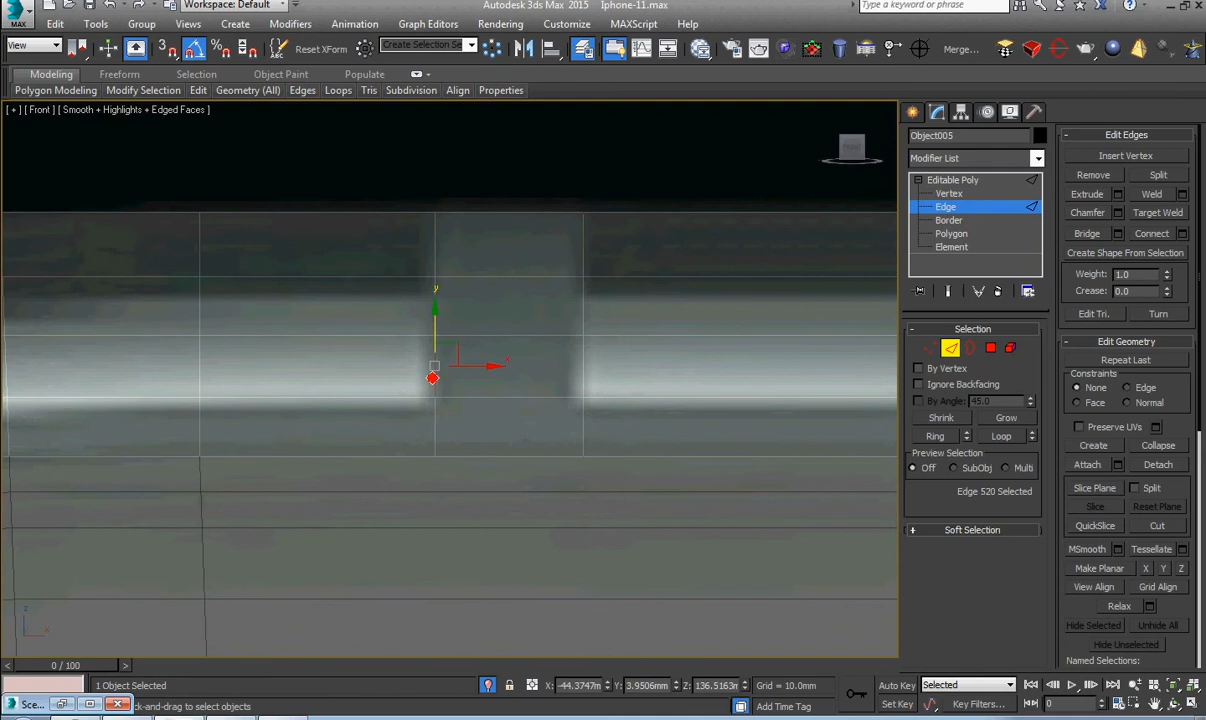 Workspace: Default
Autodesk 3ds Max 2015 Iphone-11.max
Type a keyword or phrase
MAX
Edit Tools Group Views Create Modifiers Animation Graph Editors Rendering Customize MAXScript Help
View 3 Reset XForm Create Selection Se Merge...
Modeling Freeform Selection Object Paint Populate
Polygon Modeling Modify Selection Edit Geometry (All) Edges Loops Tris Subdivision Align Properties
[ + ] [ Front ] [ Smooth + Highlights + Edged Faces ]
FRONT
y
x
z
x
Object005
Modifier List
Editable Poly
Vertex
Edge
Border
Polygon
Element
Selection
By Vertex
Ignore Backfacing
By Angle: 45.0
Shrink Grow
Ring Loop
Preview Selection
Off SubObj Multi
Edge 520 Selected
+ Soft Selection
Edit Edges
Insert Vertex
Remove Split
Extrude Weld
Chamfer Target Weld
Bridge Connect
Create Shape From Selection
Weight: 1.0
Crease: 0.0
Edit Tri. Turn
Edit Geometry
Repeat Last
Constraints
None Edge
Face Normal
Preserve UVs
Create Collapse
Attach Detach
Slice Plane Split
Slice Reset Plane
QuickSlice Cut
MSmooth Tessellate
Make Planar X Y Z
View Align Grid Align
Relax
Hide Selected Unhide All
Hide Unselected
Named Selections:
< 0 / 100 >
1 Object Selected X: -44.3747m Y: 3.9506mm Z: 136.5163m Grid = 10.0mm Auto Key Selected
Sce... ck-and-drag to select objects Add Time Tag Set Key Key Filters... 0